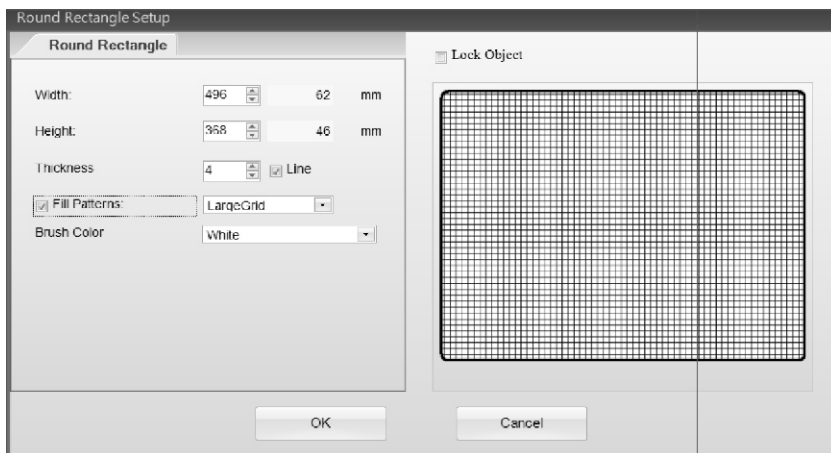 Round Rectangle Setup
Round Rectangle
Lock Object
Width: 496 62 mm
Height: 368 46 mm
Thickness 4 Line
Fill Patterns: LargeGrid
Brush Color White
OK Cancel